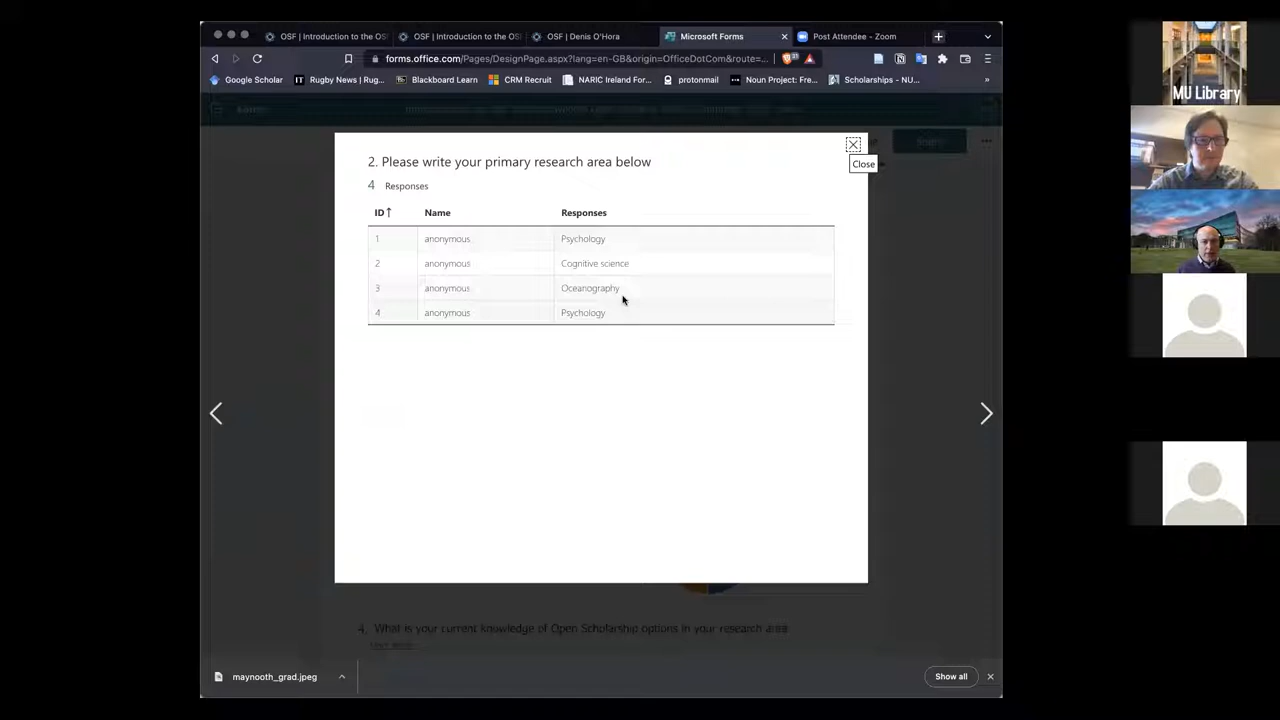 OSF | Introduction to the OSF
OSF | Introduction to the OSF
OSF | Denis O'Hora
Microsoft Forms
Post Attendee - Zoom
forms.office.com/Pages/DesignPage.aspx?lang=en-GB&origin=OfficeDotCom&route=...
Google Scholar
Rugby News | Rug...
Blackboard Learn
CRM Recruit
NARIC Ireland For...
protonmail
Noun Project: Fre...
Scholarships - NU...
»
MU Library
2. Please write your primary research area below
Close
4 Responses
ID↑ Name Responses
1 anonymous Psychology
2 anonymous Cognitive science
3 anonymous Oceanography
4 anonymous Psychology
4. What is your current knowledge of Open Scholarship options in your research area
maynooth_grad.jpeg
Show all